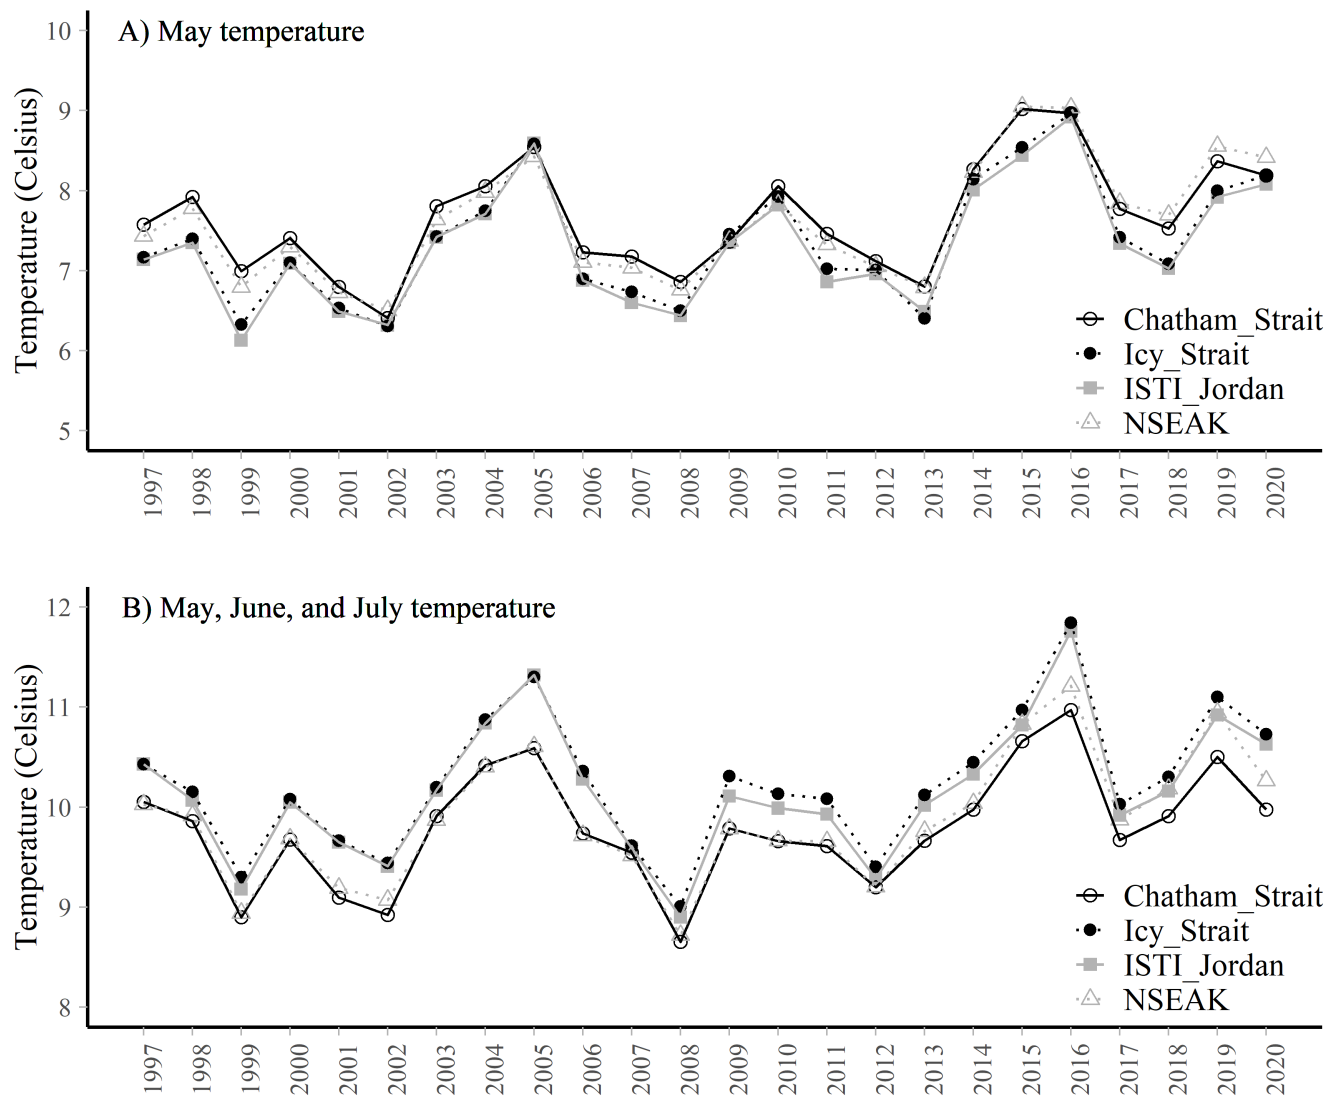 A) May temperature
Temperature (Celsius)
10
9
8
7
6
5
Chatham_Strait
Icy_Strait
ISTI_Jordan
NSEAK
1997 1998 1999 2000 2001 2002 2003 2004 2005 2006 2007 2008 2009 2010 2011 2012 2013 2014 2015 2016 2017 2018 2019 2020
B) May, June, and July temperature
Temperature (Celsius)
12
11
10
9
8
Chatham_Strait
Icy_Strait
ISTI_Jordan
NSEAK
1997 1998 1999 2000 2001 2002 2003 2004 2005 2006 2007 2008 2009 2010 2011 2012 2013 2014 2015 2016 2017 2018 2019 2020